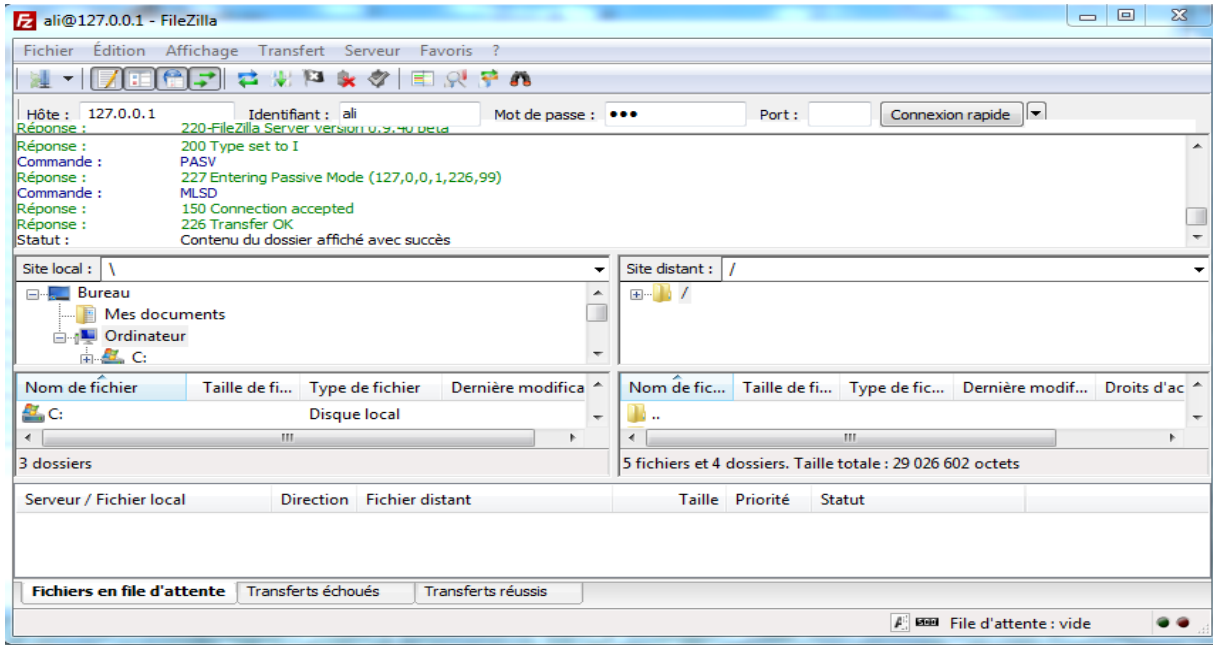 ali@127.0.0.1 - FileZilla
Fichier Édition Affichage Transfert Serveur Favoris ?
Hôte : 127.0.0.1 Identifiant : ali Mot de passe : ●●● Port : Connexion rapide
Réponse : 220-FileZilla Server version 0.9.40 beta
Réponse : 200 Type set to I
Commande : PASV
Réponse : 227 Entering Passive Mode (127,0,0,1,226,99)
Commande : MLSD
Réponse : 150 Connection accepted
Réponse : 226 Transfer OK
Statut : Contenu du dossier affiché avec succès
Site local : \ Site distant : /
Bureau /
Mes documents
Ordinateur
C:
Nom de fichier Taille de fi... Type de fichier Dernière modifica Nom de fic... Taille de fi... Type de fic... Dernière modif... Droits d'ac
C: Disque local ..
3 dossiers 5 fichiers et 4 dossiers. Taille totale : 29 026 602 octets
Serveur / Fichier local Direction Fichier distant Taille Priorité Statut
Fichiers en file d'attente Transferts échoués Transferts réussis
File d'attente : vide